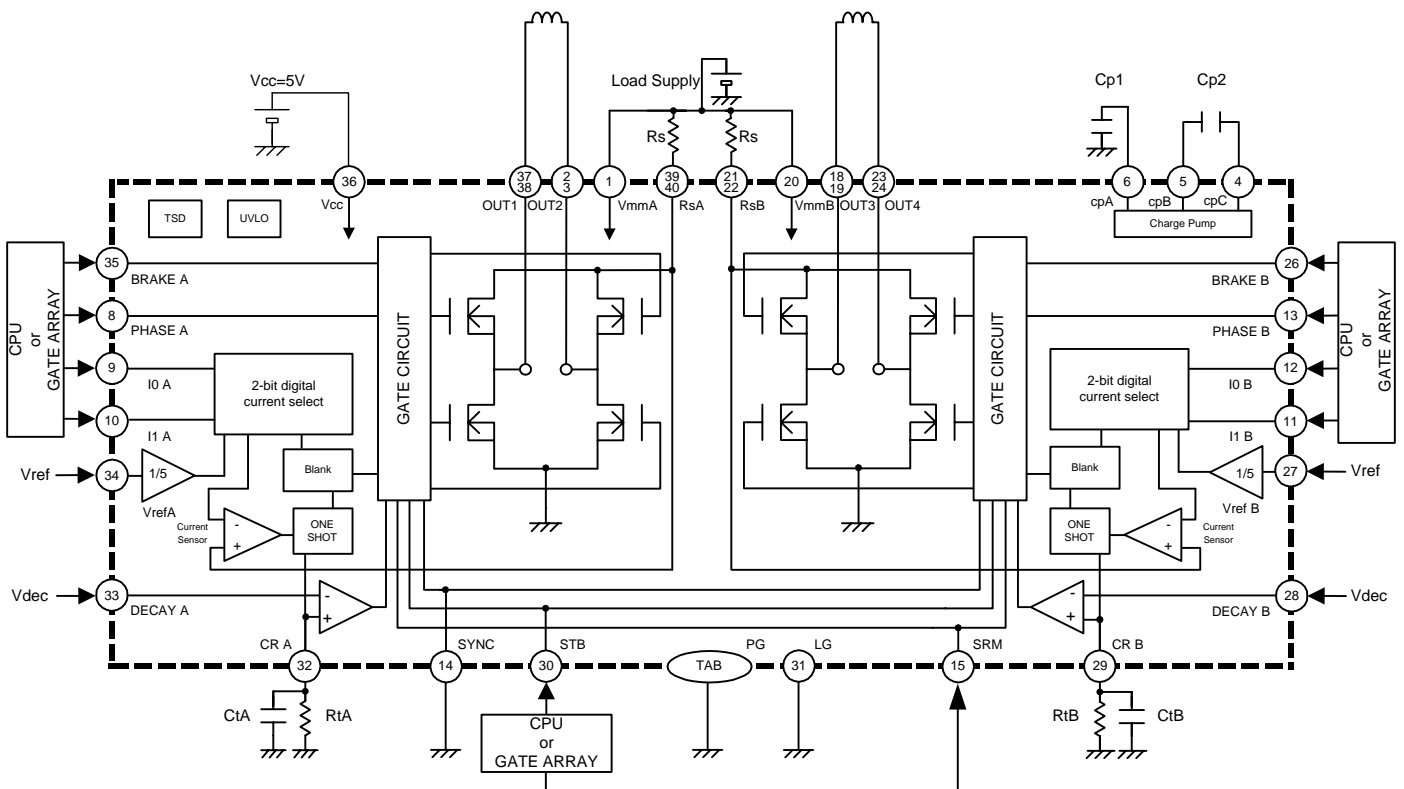 Vcc=5V
Load Supply
Cp1
Cp2
Rs
Rs
36
37
38
2
3
1
39
40
21
22
20
18
19
23
24
6
5
4
Vcc
OUT1
OUT2
VmmA
RsA
RsB
VmmB
OUT3
OUT4
cpA
cpB
cpC
TSD
UVLO
Charge Pump
CPU
or
GATE ARRAY
35
BRAKE A
8
PHASE A
9
I0 A
10
I1 A
Vref
34
1/5
VrefA
2-bit digital
current select
Blank
Current
Sensor
-
+
ONE
SHOT
GATE CIRCUIT
GATE CIRCUIT
26
BRAKE B
13
PHASE B
12
I0 B
11
I1 B
27
Vref
1/5
Vref B
2-bit digital
current select
Blank
ONE
SHOT
-
+
Current
Sensor
CPU
or
GATE ARRAY
Vdec
33
DECAY A
-
+
-
+
28
DECAY B
Vdec
CR A
32
SYNC
14
STB
30
PG
TAB
LG
31
SRM
15
CR B
29
CtA
RtA
CPU
or
GATE ARRAY
RtB
CtB